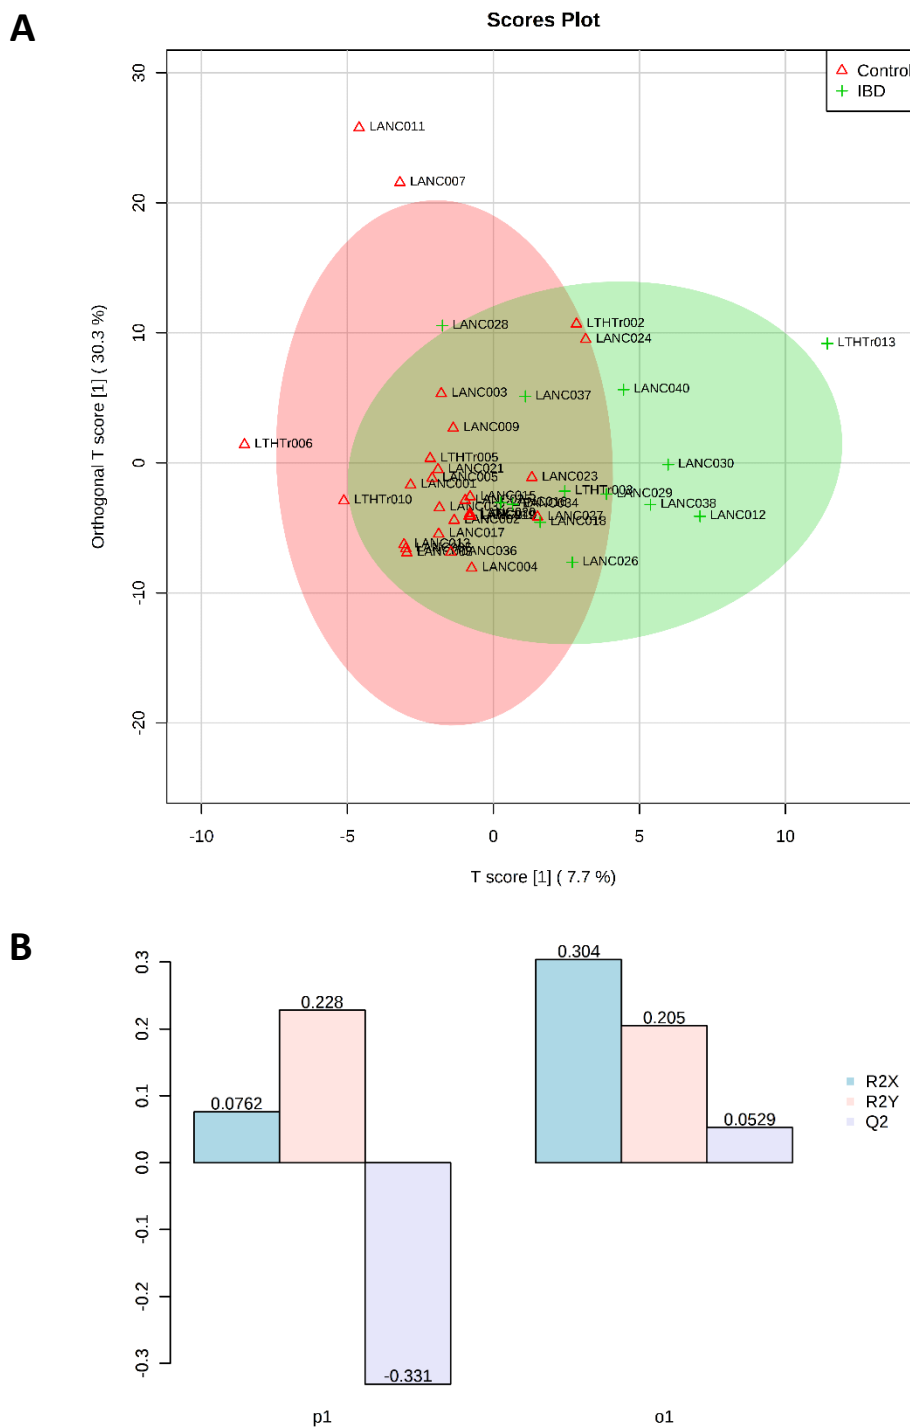 A
Scores Plot
Control
IBD
30
20
10
0
-10
-20
Orthogonal T score [1] ( 30.3 %)
LANC011
LANC007
LANC028
LTHTr002
LANC024
LTHTr013
LANC003
LANC037
LANC040
LANC009
LTHTr006
LTHTr005
LANC021
LANC005
LANC023
LANC030
LANC001
LTHTr010
LANC015
LTHTr003
LANC029
LANC038
LANC012
LANC002
LANC018
LANC017
LANC013
LANC036
LANC004
LANC026
-10
-5
0
5
10
T score [1] ( 7.7 %)
B
0.3
0.2
0.1
0.0
-0.1
-0.2
-0.3
0.0762
0.228
-0.331
0.304
0.205
0.0529
R2X
R2Y
Q2
p1
o1